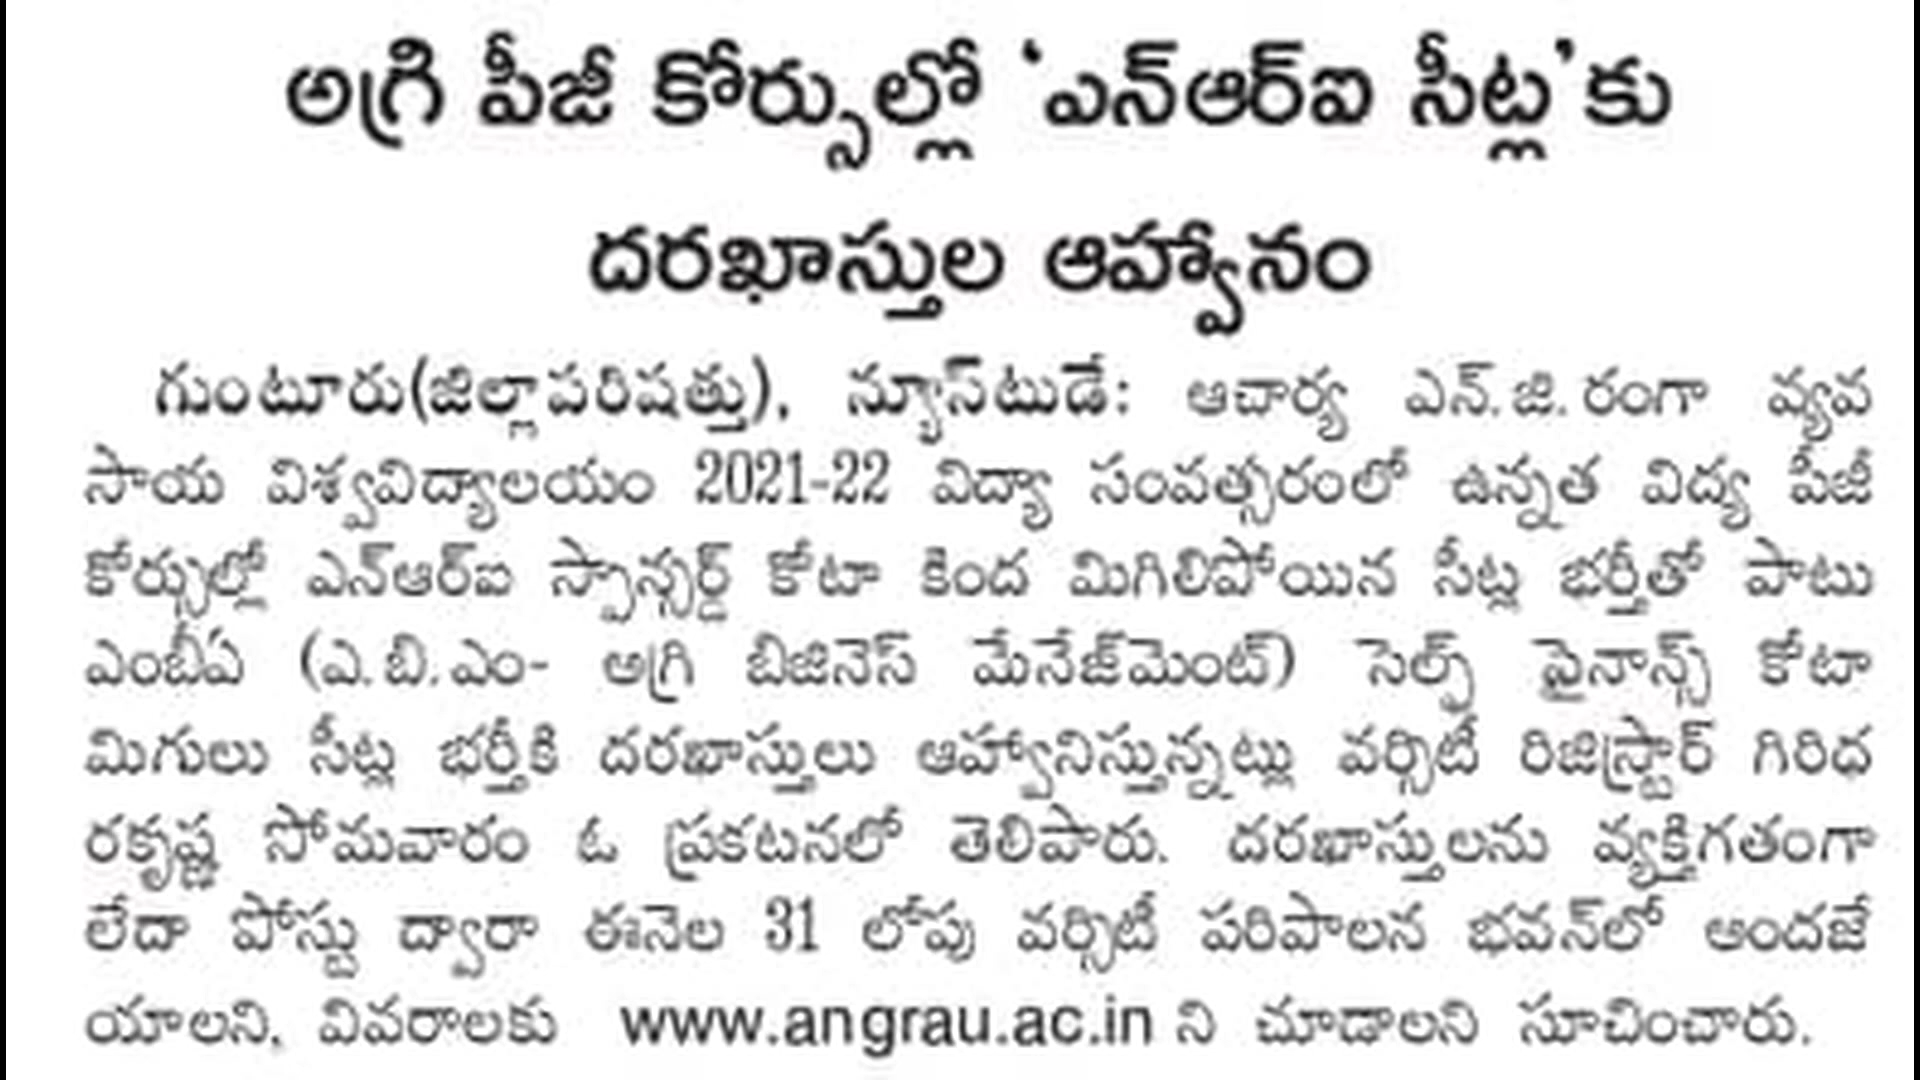 అగ్రి పీజీ కోర్సుల్లో ‘ఎన్ఆర్ఐ సీట్ల’కు
దరఖాస్తుల ఆహ్వానం
గుంటూరు(జిల్లాపరిషత్తు), న్యూస్‌టుడే: ఆచార్య ఎన్.జి.రంగా వ్యవ
సాయ విశ్వవిద్యాలయం 2021-22 విద్యా సంవత్సరంలో ఉన్నత విద్య పీజీ
కోర్సుల్లో ఎన్ఆర్ఐ స్పాన్సర్డ్ కోటా కింద మిగిలిపోయిన సీట్ల భర్తీతో పాటు
ఎంబీఏ (ఎ.బి.ఎం- అగ్రి బిజినెస్ మేనేజ్‌మెంట్) సెల్ఫ్ ఫైనాన్స్ కోటా
మిగులు సీట్ల భర్తీకి దరఖాస్తులు ఆహ్వానిస్తున్నట్లు వర్సిటీ రిజిస్ట్రార్ గిరిధ
రకృష్ణ సోమవారం ఓ ప్రకటనలో తెలిపారు. దరఖాస్తులను వ్యక్తిగతంగా
లేదా పోస్టు ద్వారా ఈనెల 31 లోపు వర్సిటీ పరిపాలన భవన్‌లో అందజే
యాలని, వివరాలకు www.angrau.ac.in ని చూడాలని సూచించారు.